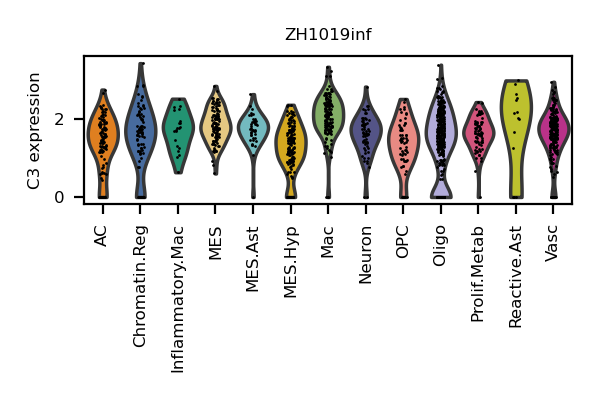 ZH1019inf
C3 expression
2
0
AC
Chromatin.Reg
Inflammatory.Mac
MES
MES.Ast
MES.Hyp
Mac
Neuron
OPC
Oligo
Prolif.Metab
Reactive.Ast
Vasc